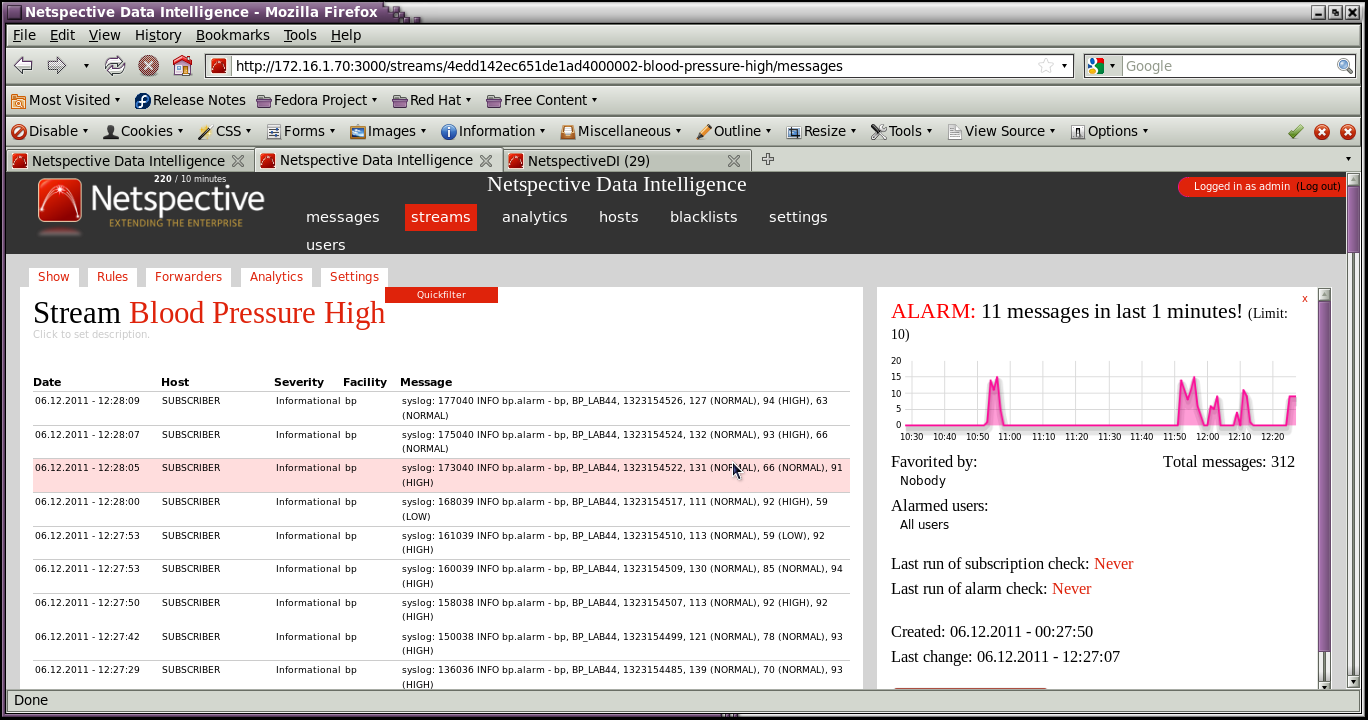 Netspective Data Intelligence - Mozilla Firefox
File Edit View History Bookmarks Tools Help
http://172.16.1.70:3000/streams/4edd142ec651de1ad4000002-blood-pressure-high/messages
Google
Most Visited Release Notes Fedora Project Red Hat Free Content
Disable Cookies CSS Forms Images Information Miscellaneous Outline Resize Tools View Source Options
Netspective Data Intelligence Netspective Data Intelligence NetspectiveDI (29)
220 / 10 minutes
Netspective
EXTENDING THE ENTERPRISE
Netspective Data Intelligence
Logged in as admin (Log out)
messages streams analytics hosts blacklists settings
users
Show Rules Forwarders Analytics Settings
Quickfilter
Stream Blood Pressure High
Click to set description.
Date Host Severity Facility Message
06.12.2011 - 12:28:09 SUBSCRIBER Informational bp syslog: 177040 INFO bp.alarm - bp, BP_LAB44, 1323154526, 127 (NORMAL), 94 (HIGH), 63
(NORMAL)
06.12.2011 - 12:28:07 SUBSCRIBER Informational bp syslog: 175040 INFO bp.alarm - bp, BP_LAB44, 1323154524, 132 (NORMAL), 93 (HIGH), 66
(NORMAL)
06.12.2011 - 12:28:05 SUBSCRIBER Informational bp syslog: 173040 INFO bp.alarm - bp, BP_LAB44, 1323154522, 131 (NORMAL), 66 (NORMAL), 91
(HIGH)
06.12.2011 - 12:28:00 SUBSCRIBER Informational bp syslog: 168039 INFO bp.alarm - bp, BP_LAB44, 1323154517, 111 (NORMAL), 92 (HIGH), 59
(LOW)
06.12.2011 - 12:27:53 SUBSCRIBER Informational bp syslog: 161039 INFO bp.alarm - bp, BP_LAB44, 1323154510, 113 (NORMAL), 59 (LOW), 92
(HIGH)
06.12.2011 - 12:27:53 SUBSCRIBER Informational bp syslog: 160039 INFO bp.alarm - bp, BP_LAB44, 1323154509, 130 (NORMAL), 85 (NORMAL), 94
(HIGH)
06.12.2011 - 12:27:50 SUBSCRIBER Informational bp syslog: 158038 INFO bp.alarm - bp, BP_LAB44, 1323154507, 113 (NORMAL), 92 (HIGH), 92
(HIGH)
06.12.2011 - 12:27:42 SUBSCRIBER Informational bp syslog: 150038 INFO bp.alarm - bp, BP_LAB44, 1323154499, 121 (NORMAL), 78 (NORMAL), 93
(HIGH)
06.12.2011 - 12:27:29 SUBSCRIBER Informational bp syslog: 136036 INFO bp.alarm - bp, BP_LAB44, 1323154485, 139 (NORMAL), 70 (NORMAL), 93
(HIGH)
x
ALARM: 11 messages in last 1 minutes! (Limit:
10)
20
15
10
5
0
10:30 10:40 10:50 11:00 11:10 11:20 11:30 11:40 11:50 12:00 12:10 12:20
Favorited by: Total messages: 312
Nobody
Alarmed users:
All users
Last run of subscription check: Never
Last run of alarm check: Never
Created: 06.12.2011 - 00:27:50
Last change: 06.12.2011 - 12:27:07
Done